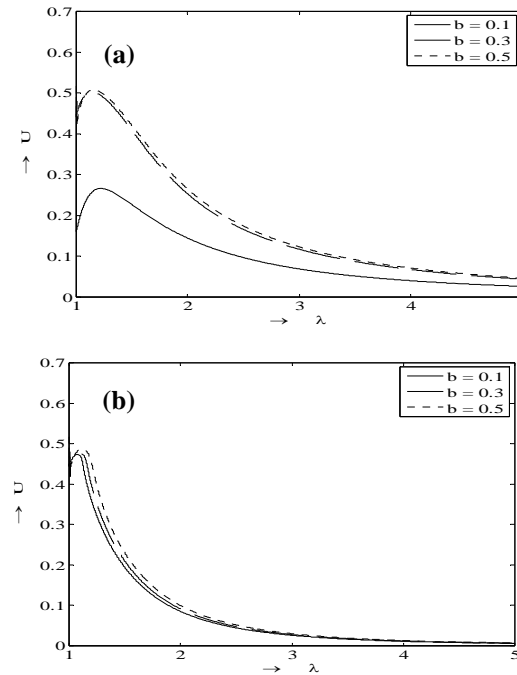 0.7
0.6
0.5
0.4
0.3
0.2
0.1
0
→ U
(a)
b = 0.1
b = 0.3
b = 0.5
1 2 3 4
→ λ
0.7
0.6
0.5
0.4
0.3
0.2
0.1
0
→ U
(b)
b = 0.1
b = 0.3
b = 0.5
1 2 3 4 5
→ λ